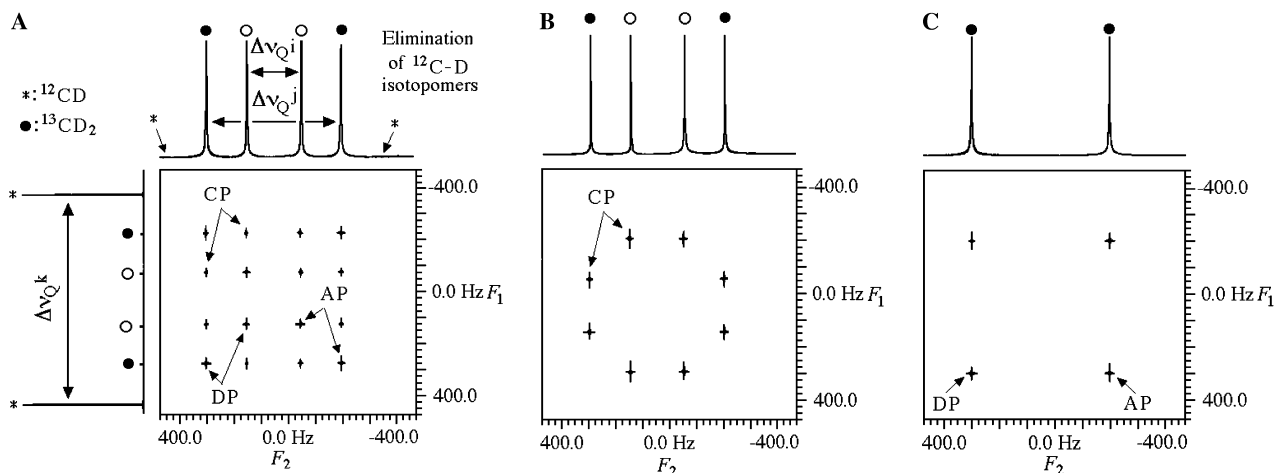 A
*: ¹²CD
●: ¹³CD₂
Δν_Q^i
Δν_Q^j
Elimination
of ¹²C-D
isotopomers
*
*
*
Δν_Q^k
*
CP
AP
DP
-400.0
0.0 Hz F₁
400.0
400.0
0.0 Hz
-400.0
F₂
B
CP
-400.0
0.0 Hz F₁
400.0
400.0
0.0 Hz
-400.0
F₂
C
DP
AP
-400.0
0.0 Hz F₁
400.0
400.0
0.0 Hz
-400.0
F₂